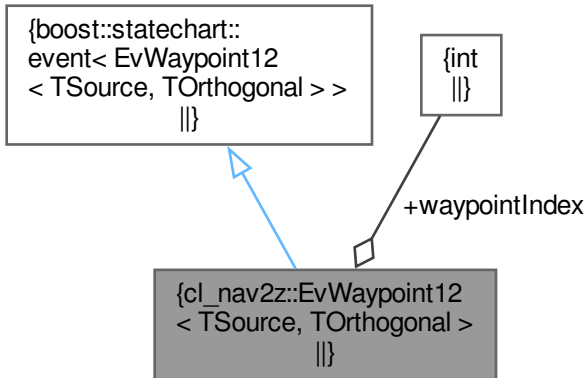 {boost::statechart::
event< EvWaypoint12
< TSource, TOrthogonal > >
||}
{int
||}
+waypointIndex
{cl_nav2z::EvWaypoint12
< TSource, TOrthogonal >
||}